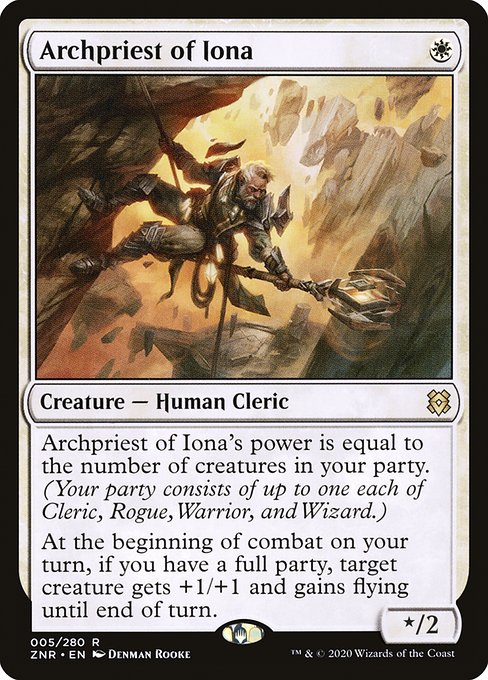 Archpriest of Iona
Creature — Human Cleric
Archpriest of Iona's power is equal to
the number of creatures in your party.
(Your party consists of up to one each of
Cleric, Rogue, Warrior, and Wizard.)
At the beginning of combat on your
turn, if you have a full party, target
creature gets +1/+1 and gains flying
until end of turn.
*/2
005/280 R
ZNR • EN Denman Rooke
™ & © 2020 Wizards of the Coast